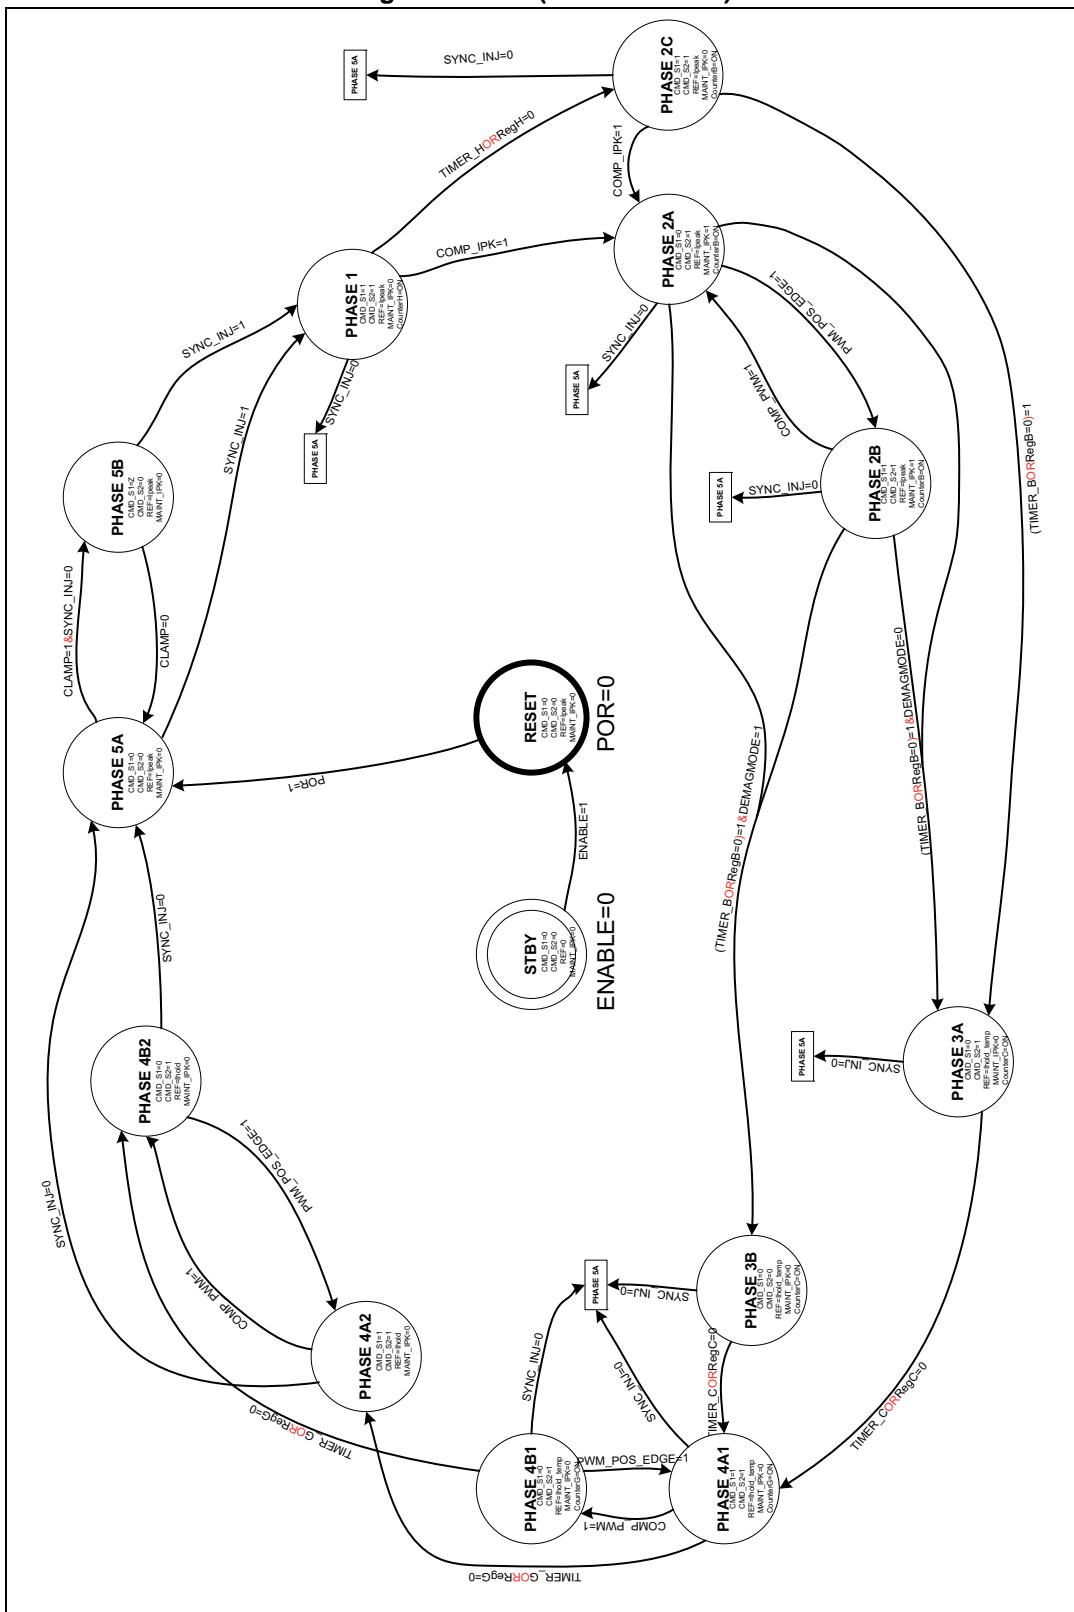 PHASE 2C
CMD_S1=1
CMD_S2=1
REF=Ipeak
MAINT_IPK=0
CounterB=ON
SYNC_INJ=0
PHASE 5A
TIMER_HORRegH=0
COMP_IPK=1
PHASE 2A
CMD_S1=0
CMD_S2=1
REF=Ipeak
MAINT_IPK=1
CounterB=ON
COMP_IPK=1
PHASE 1
CMD_S1=1
CMD_S2=1
REF=Ipeak
MAINT_IPK=0
CounterH=ON
SYNC_INJ=0
PHASE 5A
SYNC_INJ=0
PHASE 5A
PWM_POS_EDGE=1
COMP_PWM=1
PHASE 2B
CMD_S1=1
CMD_S2=1
REF=Ipeak
MAINT_IPK=1
CounterB=ON
SYNC_INJ=0
PHASE 5A
(TIMER_BORRegB=0)=1
SYNC_INJ=1
SYNC_INJ=1
PHASE 5B
CMD_S1=Z
CMD_S2=0
REF=Ipeak
MAINT_IPK=0
CLAMP=1&SYNC_INJ=0
CLAMP=0
PHASE 5A
CMD_S1=0
CMD_S2=0
REF=Ipeak
MAINT_IPK=0
POR=1
RESET
CMD_S1=0
CMD_S2=0
REF=Ipeak
MAINT_IPK=0
POR=0
ENABLE=1
STBY
CMD_S1=0
CMD_S2=0
REF=0
MAINT_IPK=0
ENABLE=0
(TIMER_BORRegB=0)=1&DEMAGMODE=1
(TIMER_BORRegB=0)=1&DEMAGMODE=0
PHASE 3A
CMD_S1=0
CMD_S2=1
REF=Ihold_temp
MAINT_IPK=0
CounterC=ON
SYNC_INJ=0
PHASE 5A
SYNC_INJ=0
PHASE 4B2
CMD_S1=0
CMD_S2=1
REF=Ihold
MAINT_IPK=0
SYNC_INJ=0
PWM_POS_EDGE=1
COMP_PWM=1
PHASE 4A2
CMD_S1=1
CMD_S2=1
REF=Ihold
MAINT_IPK=0
TIMER_GORRegG=0
PHASE 3B
CMD_S1=0
CMD_S2=0
REF=Ihold_temp
MAINT_IPK=0
CounterC=ON
SYNC_INJ=0
PHASE 5A
SYNC_INJ=0
SYNC_INJ=0
TIMER_CORRegC=0
TIMER_CORRegC=0
PHASE 4B1
CMD_S1=0
CMD_S2=1
REF=Ihold_temp
MAINT_IPK=0
CounterG=ON
PWM_POS_EDGE=1
COMP_PWM=1
PHASE 4A1
CMD_S1=1
CMD_S2=1
REF=Ihold_temp
MAINT_IPK=0
CounterG=ON
TIMER_GORRegG=0